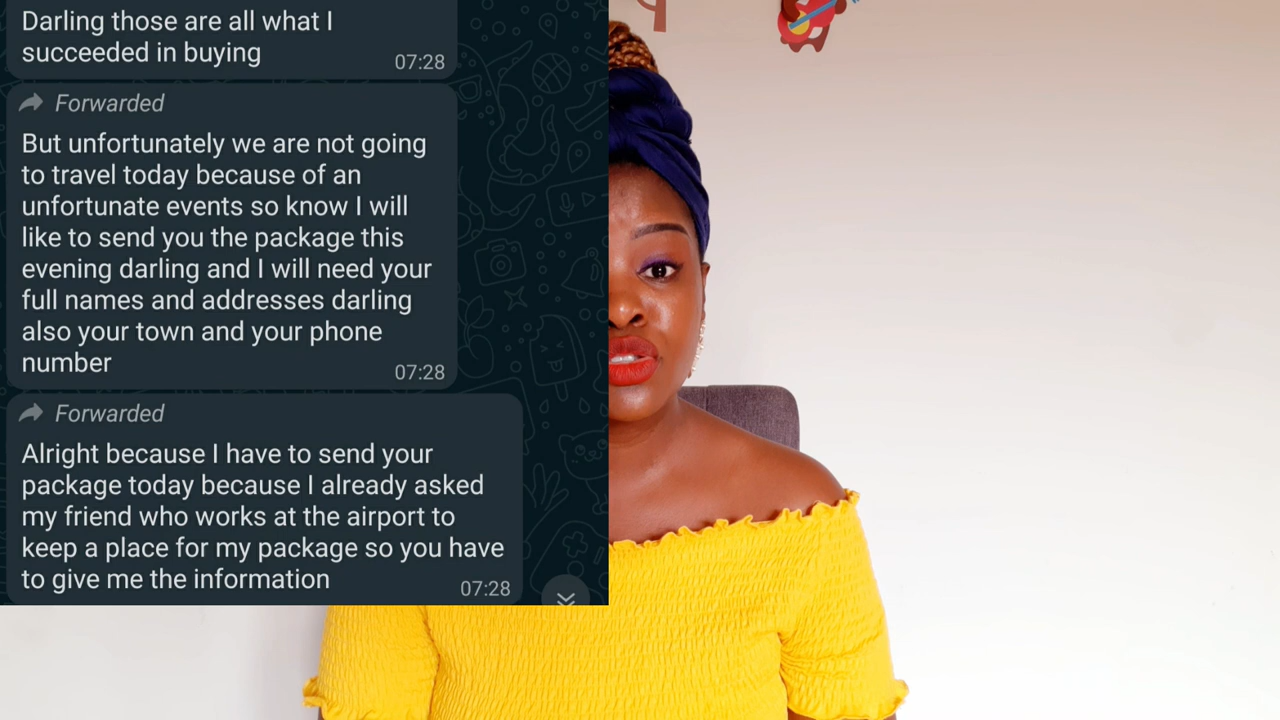 Darling those are all what I
succeeded in buying
07:28
Forwarded
But unfortunately we are not going
to travel today because of an
unfortunate events so know I will
like to send you the package this
evening darling and I will need your
full names and addresses darling
also your town and your phone
number
07:28
Forwarded
Alright because I have to send your
package today because I already asked
my friend who works at the airport to
keep a place for my package so you have
to give me the information
07:28